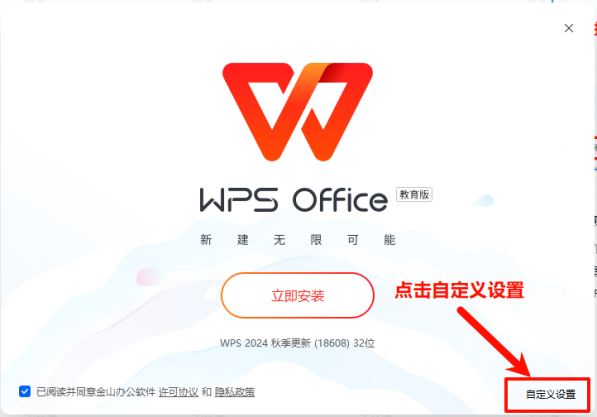 WPS Office 教育版
新建无限可能
立即安装
点击自定义设置
WPS 2024 秋季更新 (18608) 32位
已阅读并同意金山办公软件 许可协议 和 隐私政策
自定义设置